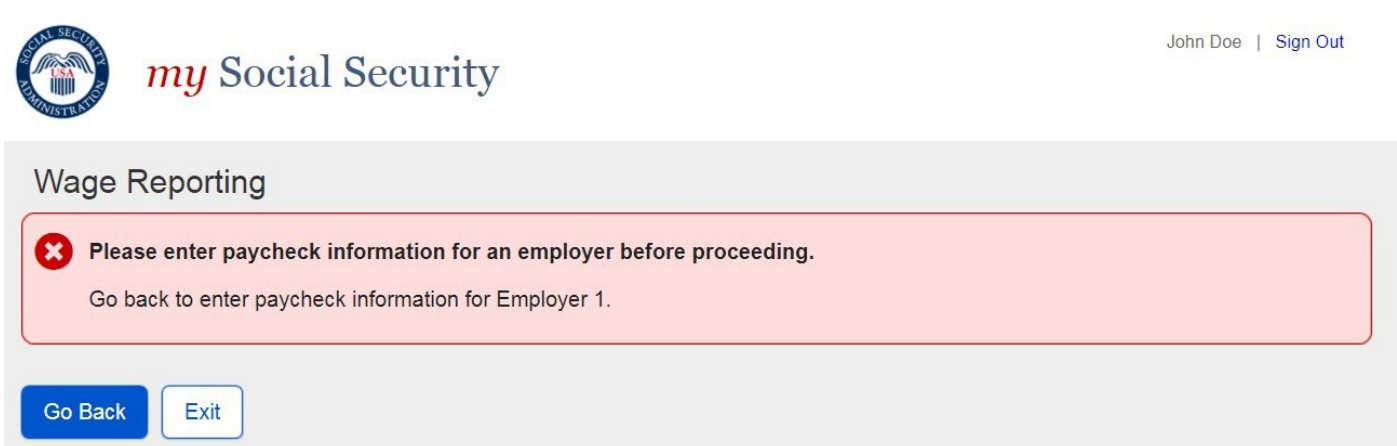 SOCIAL SECURITY ADMINISTRATION
USA
my Social Security
John Doe | Sign Out
Wage Reporting
Please enter paycheck information for an employer before proceeding.
Go back to enter paycheck information for Employer 1.
Go Back
Exit